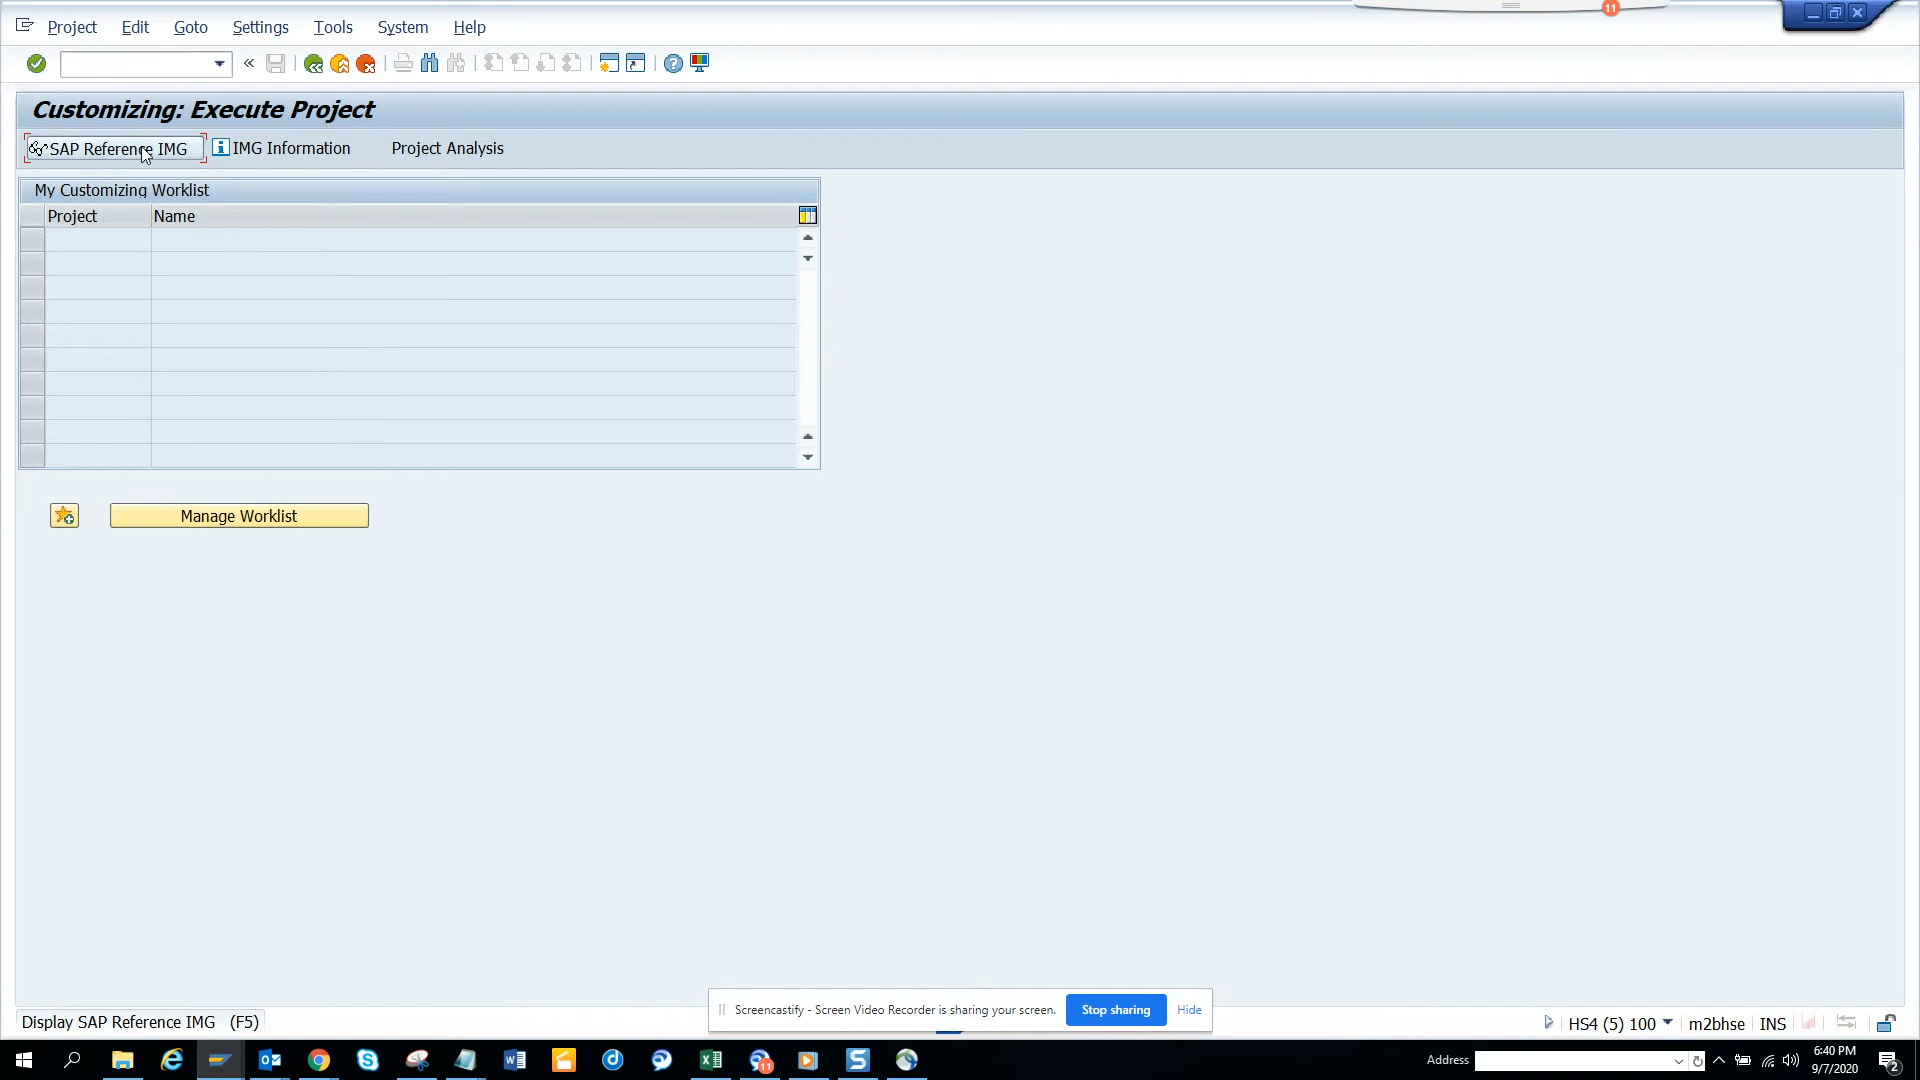 11
Project Edit Goto Settings Tools System Help
Customizing: Execute Project
SAP Reference IMG IMG Information Project Analysis
My Customizing Worklist
Project Name
Manage Worklist
Screencastify - Screen Video Recorder is sharing your screen. Stop sharing Hide
Display SAP Reference IMG (F5)
HS4 (5) 100 m2bhse INS
Address
11
6:40 PM
9/7/2020
2